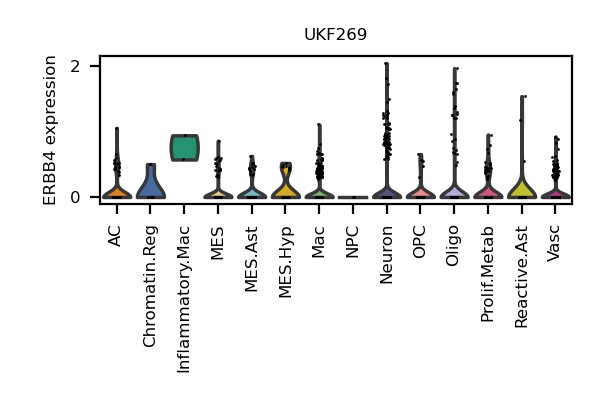 UKF269
ERBB4 expression
2
0
AC
Chromatin.Reg
Inflammatory.Mac
MES
MES.Ast
MES.Hyp
Mac
NPC
Neuron
OPC
Oligo
Prolif.Metab
Reactive.Ast
Vasc